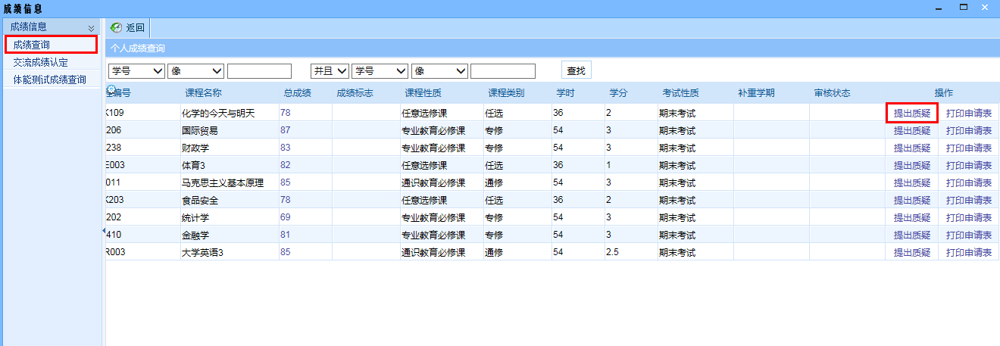 成绩信息
成绩信息
返回
成绩查询
个人成绩查询
交流成绩认定
体能测试成绩查询
学号 像 并且 学号 像 查找
编号 课程名称 总成绩 成绩标志 课程性质 课程类别 学时 学分 考试性质 补重学期 审核状态 操作
K109 化学的今天与明天 78 任意选修课 任选 36 2 期末考试 提出质疑 打印申请表
206 国际贸易 87 专业教育必修课 专修 54 3 期末考试 提出质疑 打印申请表
238 财政学 83 专业教育必修课 专修 54 3 期末考试 提出质疑 打印申请表
E003 体育3 82 任意选修课 任选 36 1 期末考试 提出质疑 打印申请表
011 马克思主义基本原理 85 通识教育必修课 通修 54 3 期末考试 提出质疑 打印申请表
K203 食品安全 78 任意选修课 任选 36 2 期末考试 提出质疑 打印申请表
202 统计学 69 专业教育必修课 专修 54 3 期末考试 提出质疑 打印申请表
410 金融学 81 专业教育必修课 专修 54 3 期末考试 提出质疑 打印申请表
R003 大学英语3 85 通识教育必修课 通修 54 2.5 期末考试 提出质疑 打印申请表